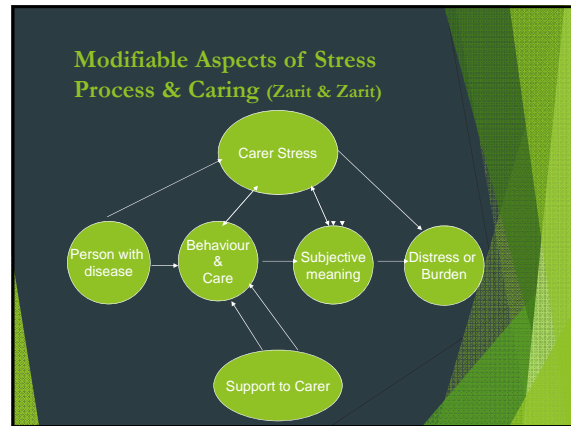 Modifiable Aspects of Stress
Process & Caring (Zarit & Zarit)
Carer Stress
Person with
disease
Behaviour
&
Care
Subjective
meaning
Distress or
Burden
Support to Carer